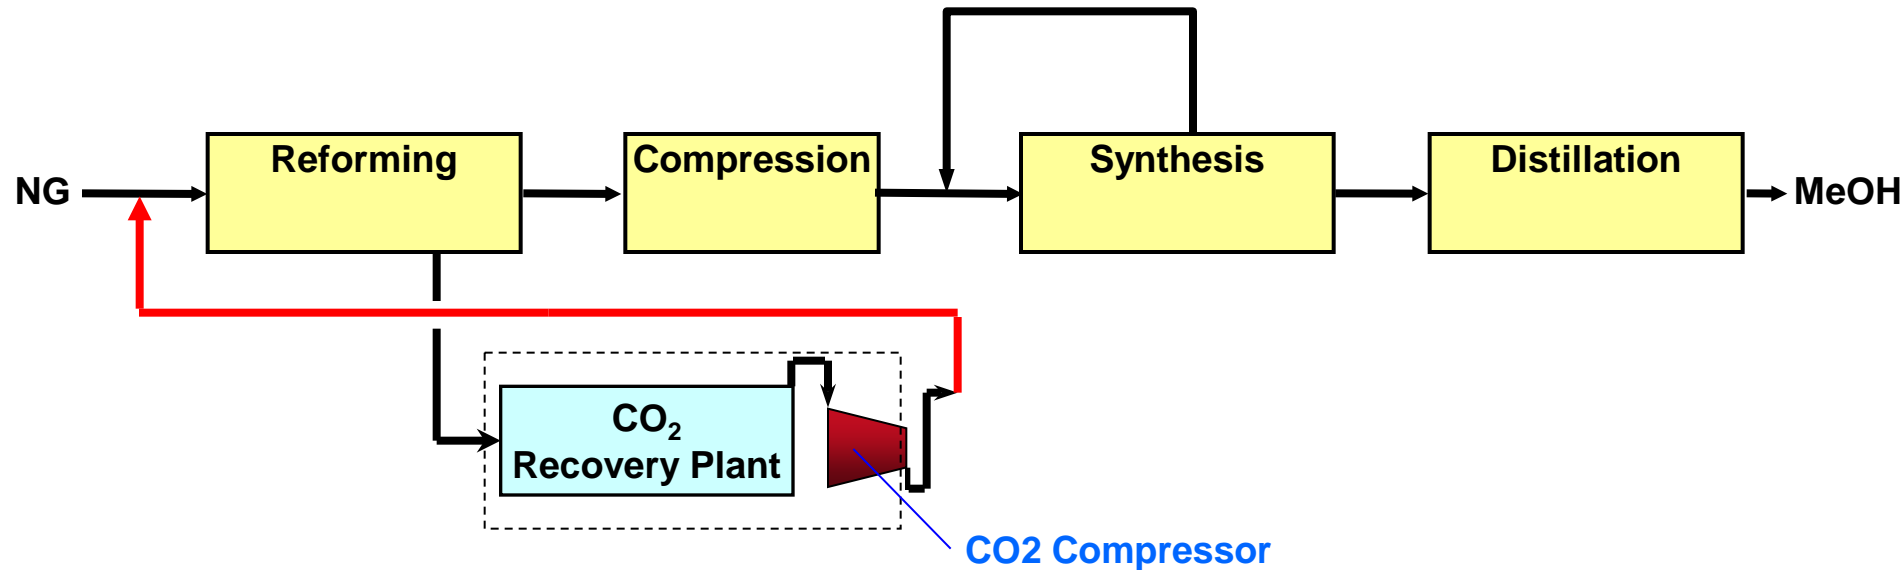 NG
Reforming
Compression
Synthesis
Distillation
MeOH
CO₂
Recovery Plant
CO2 Compressor